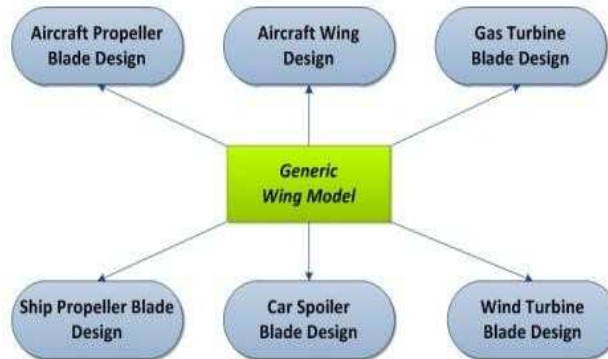 Aircraft Propeller
Blade Design
Aircraft Wing
Design
Gas Turbine
Blade Design
Generic
Wing Model
Ship Propeller Blade
Design
Car Spoiler
Blade Design
Wind Turbine
Blade Design